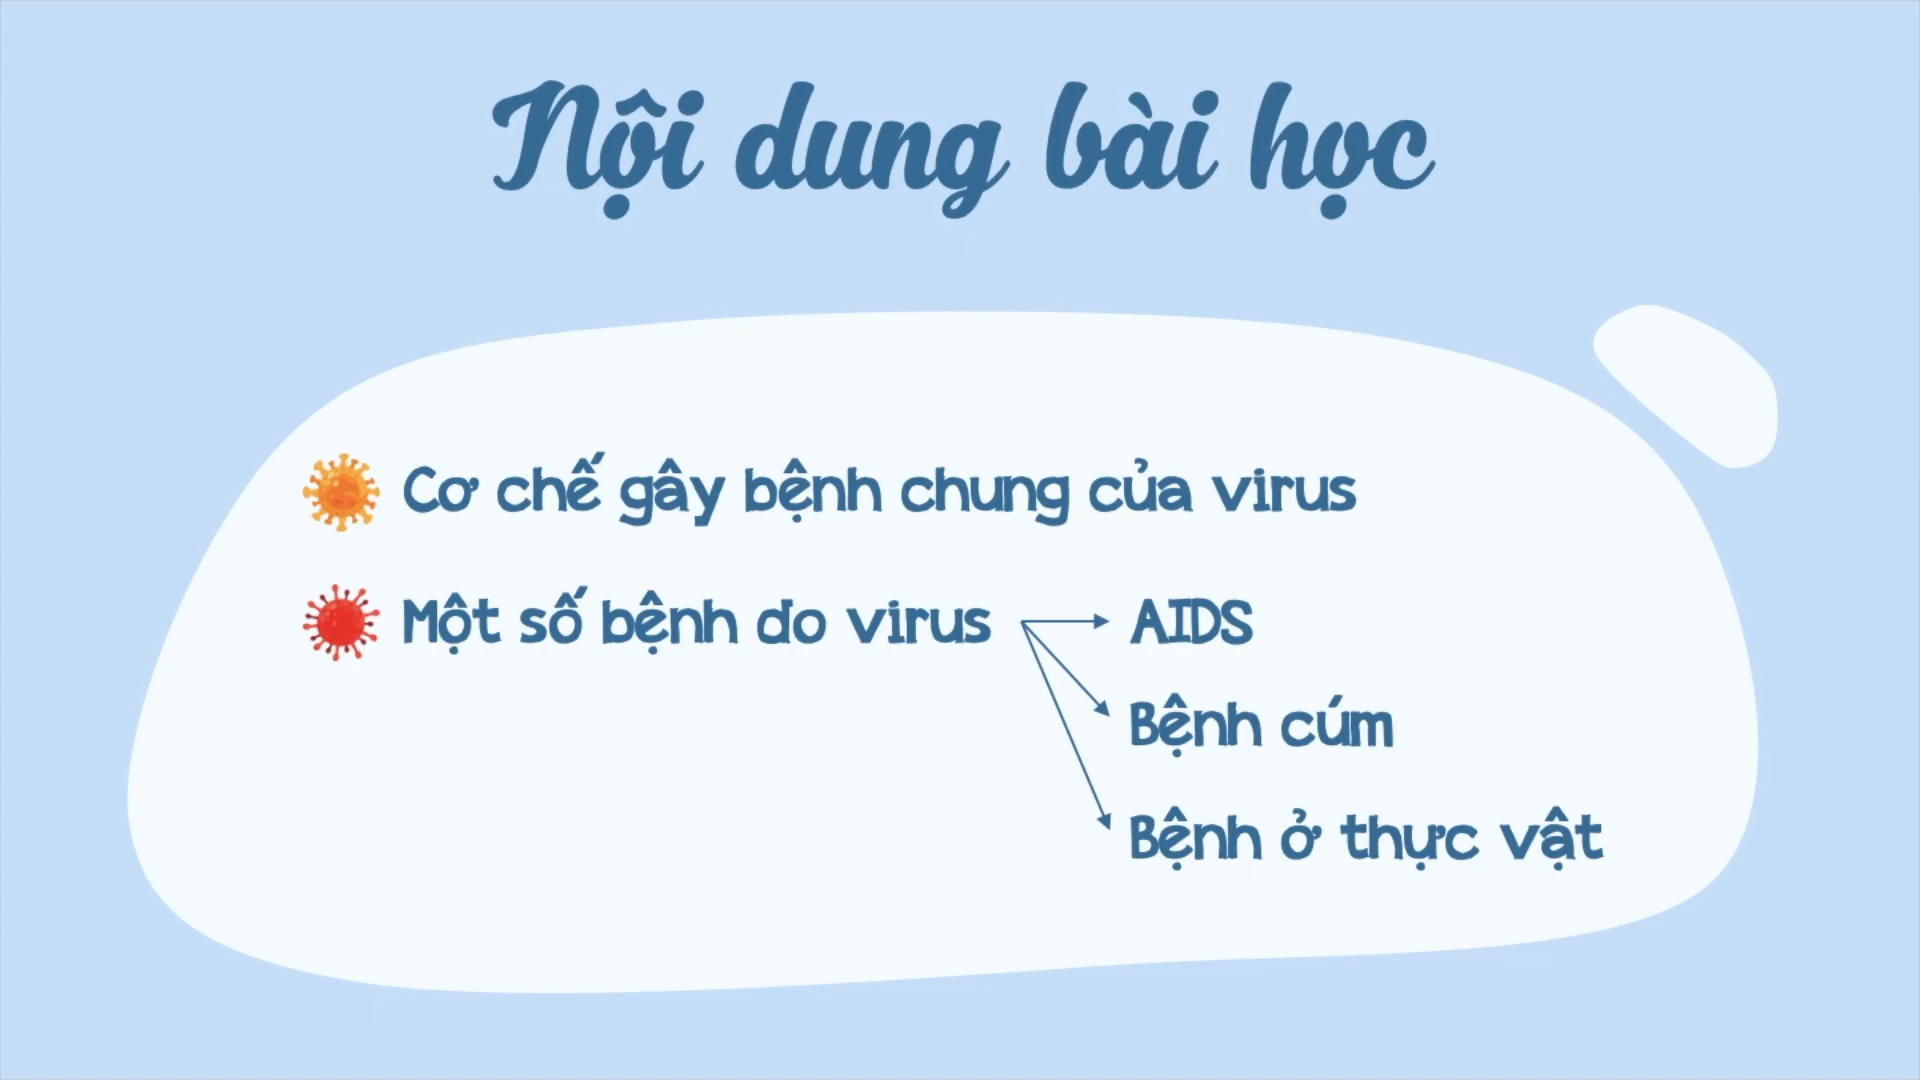 Nội dung bài học
Cơ chế gây bệnh chung của virus
Một số bệnh do virus
AIDS
Bệnh cúm
Bệnh ở thực vật